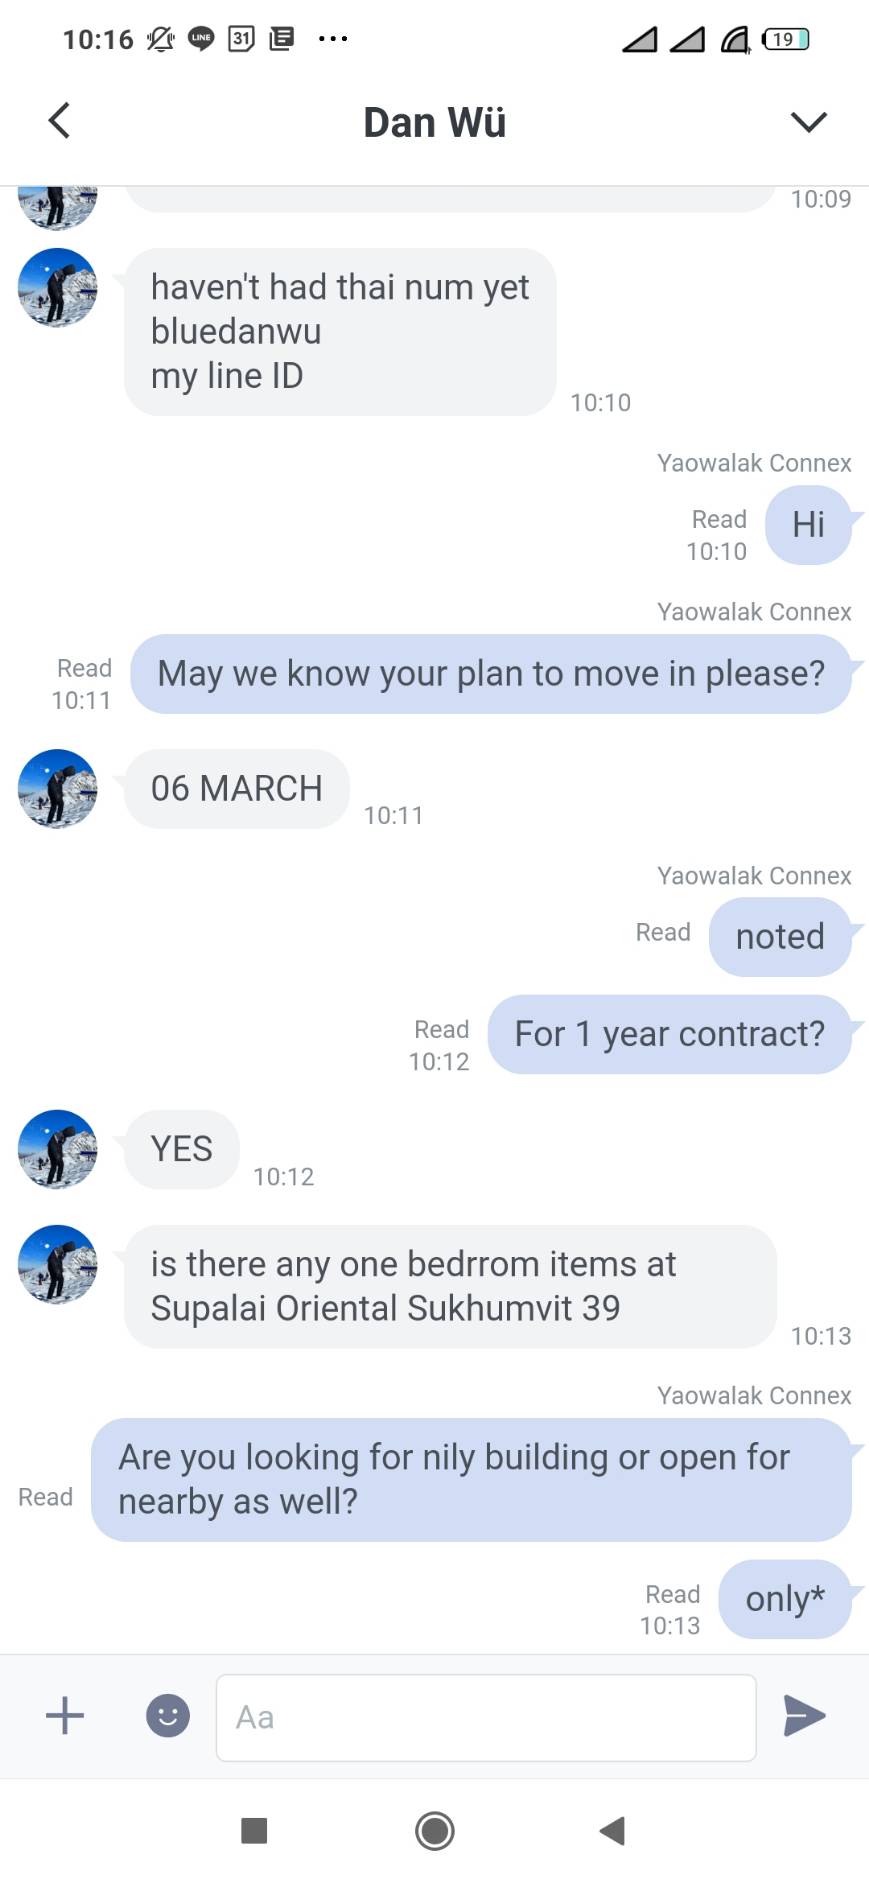 10:16 LINE 31 19
Dan Wü
10:09
haven't had thai num yet
bluedanwu
my line ID
10:10
Yaowalak Connex
Read
10:10
Hi
Yaowalak Connex
Read
10:11
May we know your plan to move in please?
06 MARCH
10:11
Yaowalak Connex
Read
noted
Read
10:12
For 1 year contract?
YES
10:12
is there any one bedrrom items at
Supalai Oriental Sukhumvit 39
10:13
Yaowalak Connex
Are you looking for nily building or open for
nearby as well?
Read
Read
10:13
only*
Aa